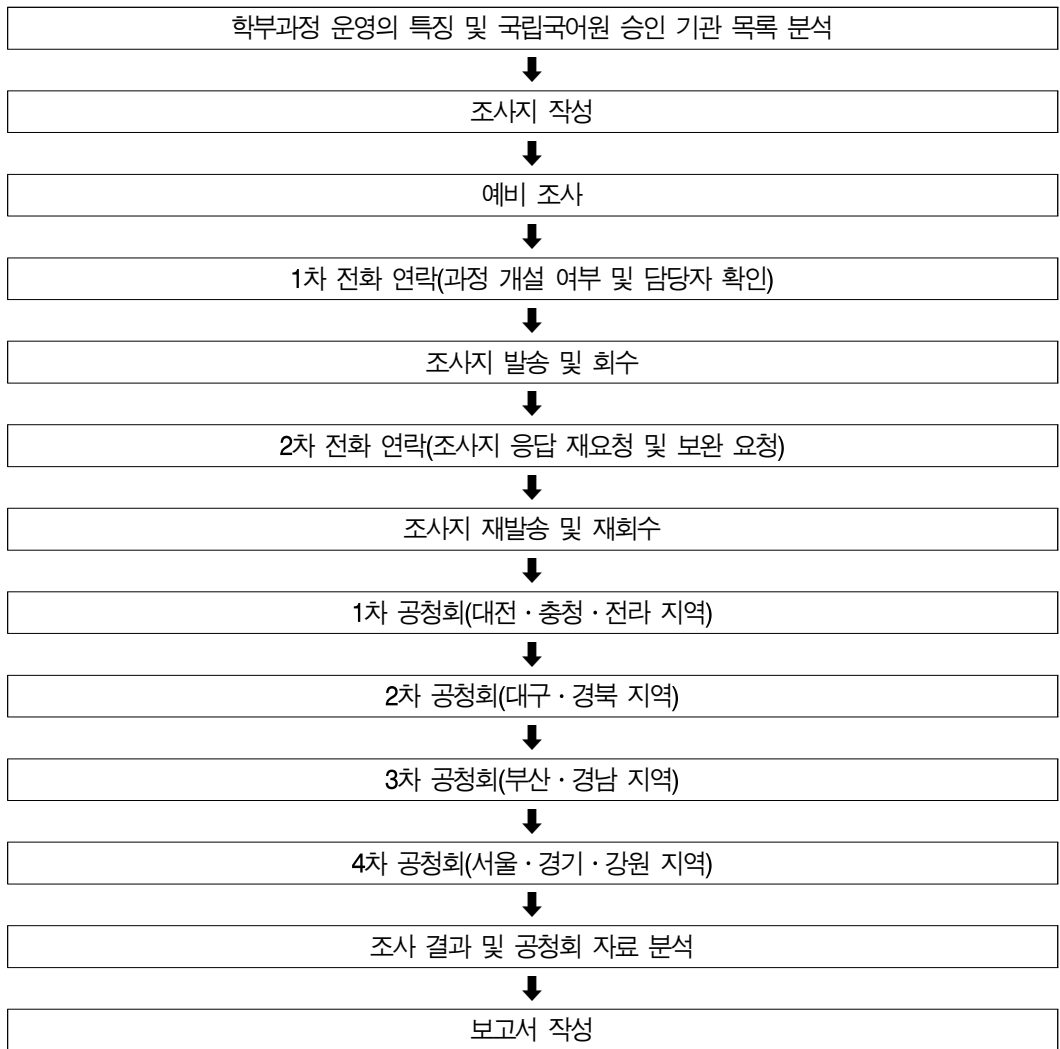 학부과정 운영의 특징 및 국립국어원 승인 기관 목록 분석
조사지 작성
예비 조사
1차 전화 연락(과정 개설 여부 및 담당자 확인)
조사지 발송 및 회수
2차 전화 연락(조사지 응답 재요청 및 보완 요청)
조사지 재발송 및 재회수
1차 공청회(대전·충청·전라 지역)
2차 공청회(대구·경북 지역)
3차 공청회(부산·경남 지역)
4차 공청회(서울·경기·강원 지역)
조사 결과 및 공청회 자료 분석
보고서 작성